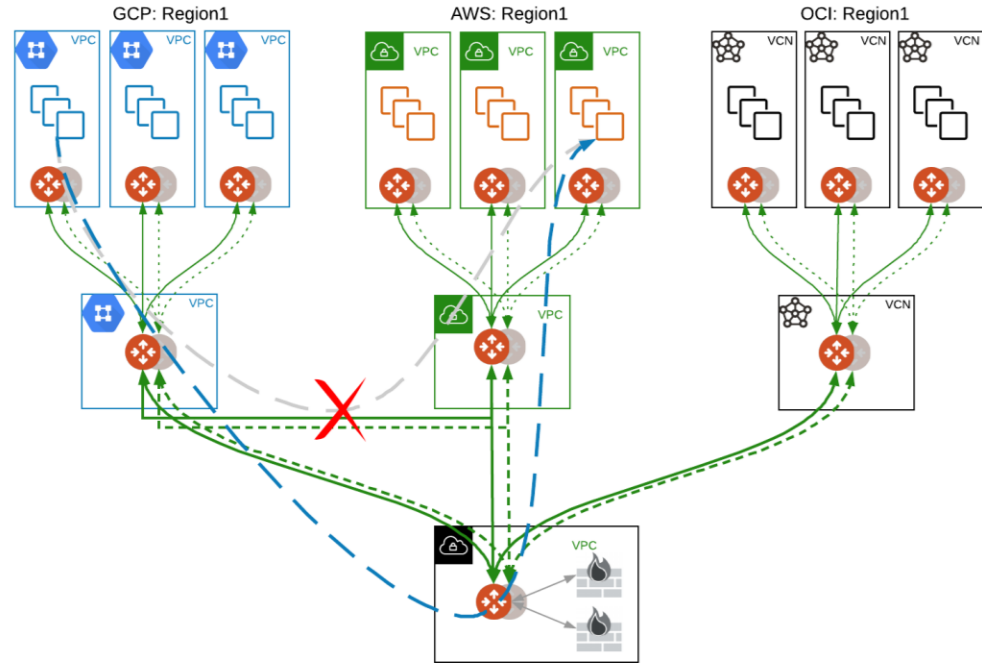 GCP: Region1
AWS: Region1
OCI: Region1
VPC
VPC
VPC
VPC
VPC
VPC
VCN
VCN
VCN
VPC
VPC
VCN
VPC